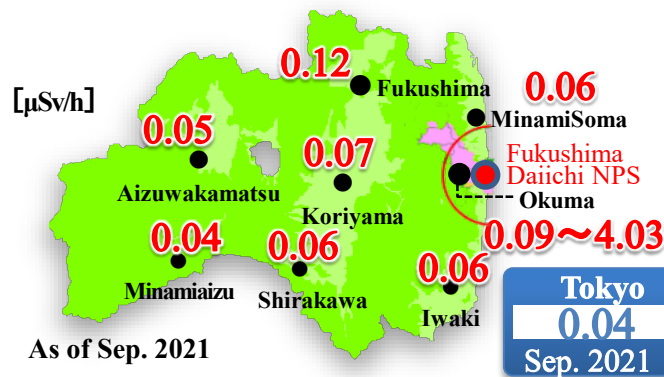 0.12
Fukushima
[μSv/h]
0.06
MinamiSoma
0.05
Aizuwakamatsu
0.07
Koriyama
Fukushima
Daiichi NPS
Okuma
0.09～4.03
0.04
Minamiaizu
0.06
Shirakawa
0.06
Iwaki
Tokyo
0.04
Sep. 2021
As of Sep. 2021